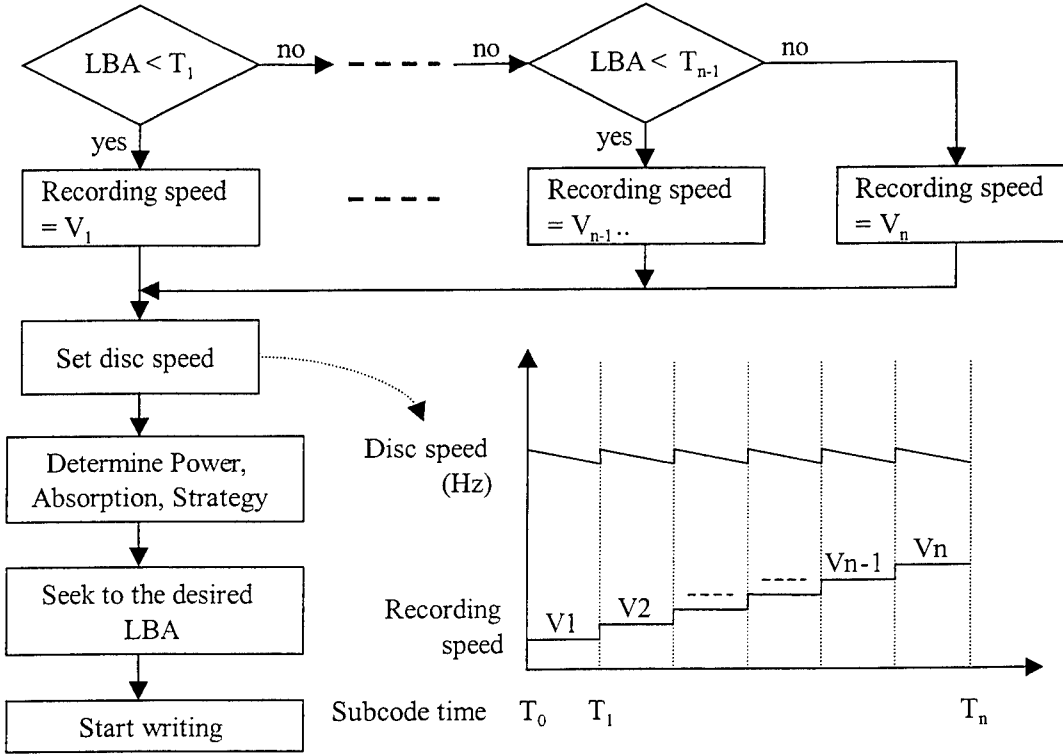 LBA < T1
no
no
LBA < Tn-1
no
yes
yes
Recording speed
= V1
Recording speed
= Vn-1..
Recording speed
= Vn
Set disc speed
Determine Power,
Absorption, Strategy
Seek to the desired
LBA
Start writing
Disc speed
(Hz)
Recording
speed
V1
V2
Vn-1
Vn
Subcode time
T0
T1
Tn